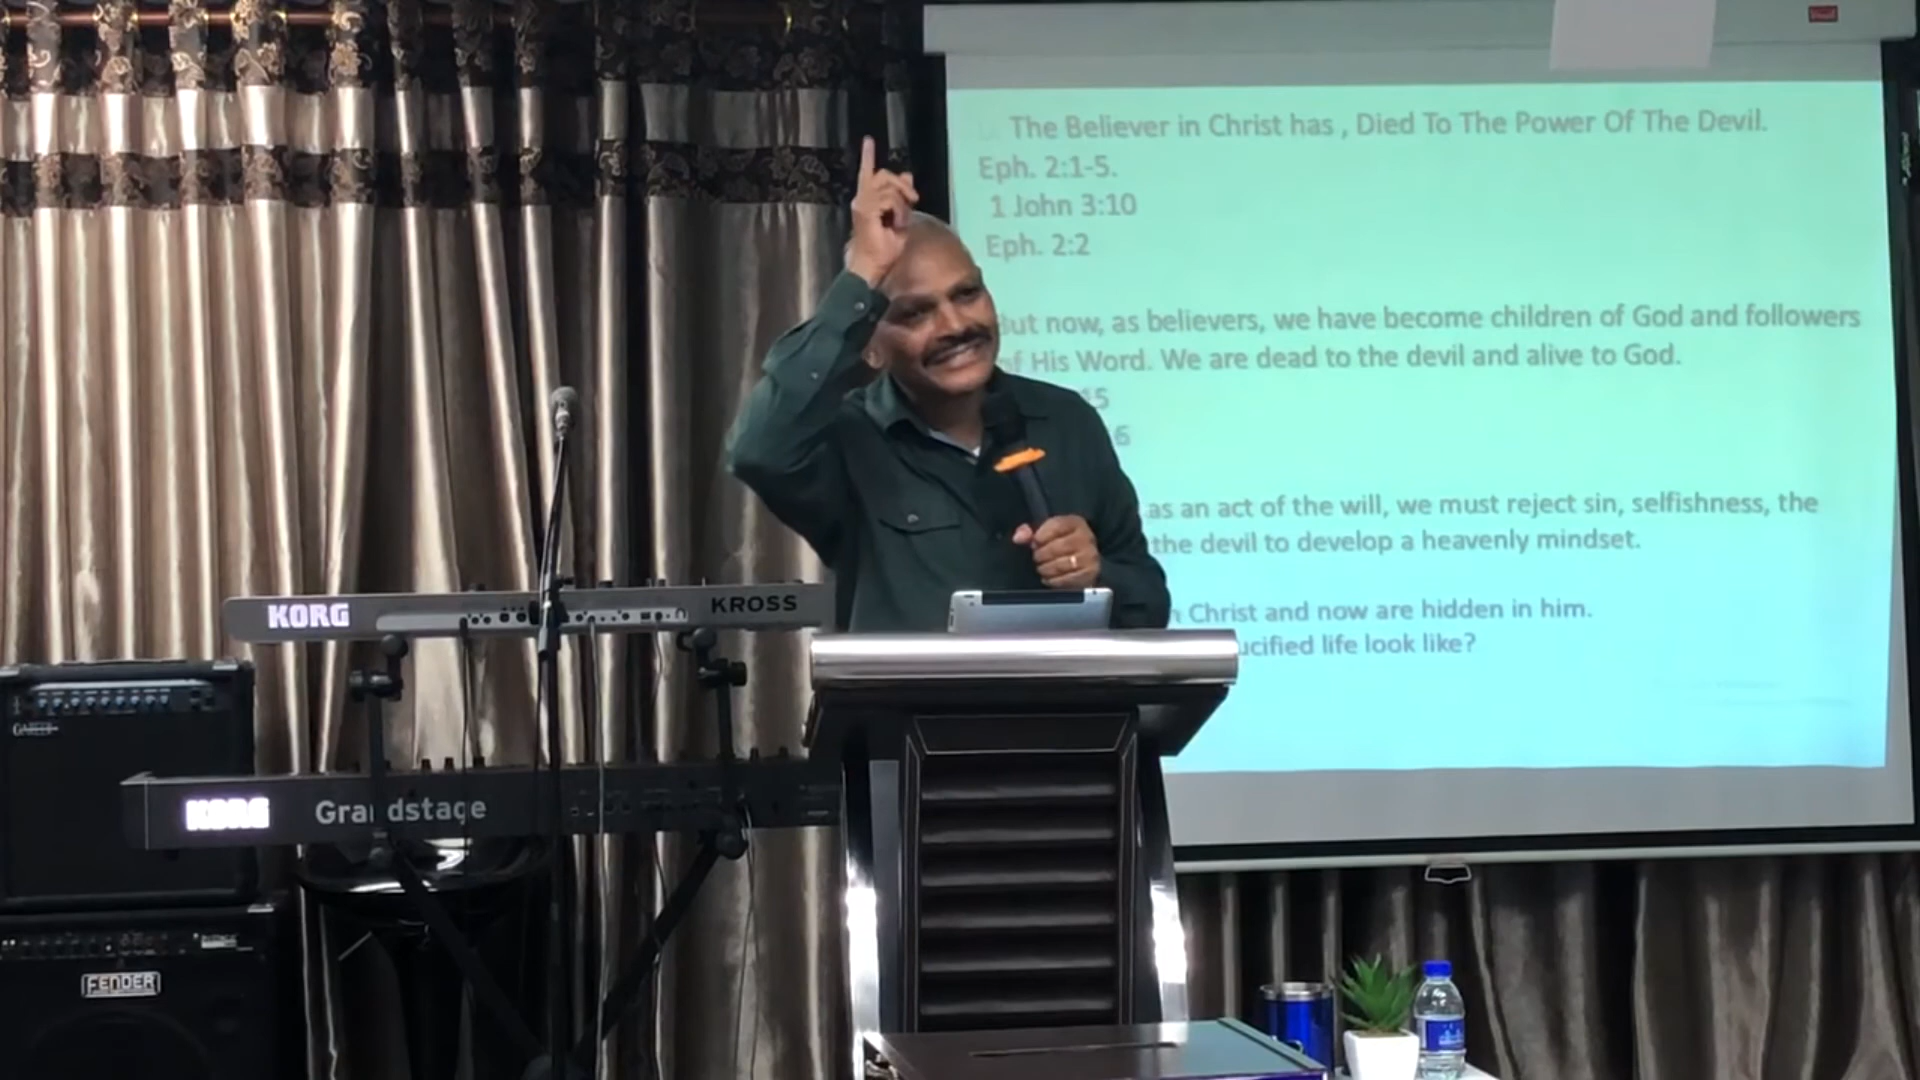 The Believer in Christ has , Died To The Power Of The Devil.
Eph. 2:1-5.
1 John 3:10
Eph. 2:2
but now, as believers, we have become children of God and followers
of His Word. We are dead to the devil and alive to God.
15
6
as an act of the will, we must reject sin, selfishness, the
the devil to develop a heavenly mindset.
Christ and now are hidden in him.
ucified life look like?
KORG KROSS
KORG Grandstage
FENDER